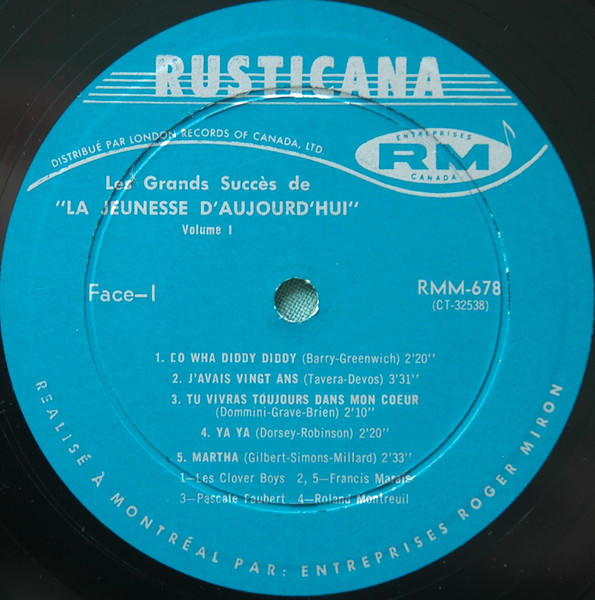 RUSTICANA
DISTRIBUÉ PAR LONDON RECORDS OF CANADA, LTD.
ENTREPRISES
RM
CANADA
Les Grands Succès de
"LA JEUNESSE D'AUJOURD'HUI"
Volume 1
Face-1
RMM-678
(CT-32538)
1. DO WHA DIDDY DIDDY (Barry-Greenwich) 2'20"
2. J'AVAIS VINGT ANS (Tavera-Devos) 3'31"
3. TU VIVRAS TOUJOURS DANS MON COEUR
(Dommini-Grave-Brien) 2'10"
4. YA YA (Dorsey-Robinson) 2'20"
5. MARTHA (Gilbert-Simons-Millard) 2'33"
1—Les Clover Boys 2, 5—Francis Marais
3—Pascale Faubert 4—Roland Montreuil
REALISÉ À MONTRÉAL PAR: ENTREPRISES ROGER MIRON